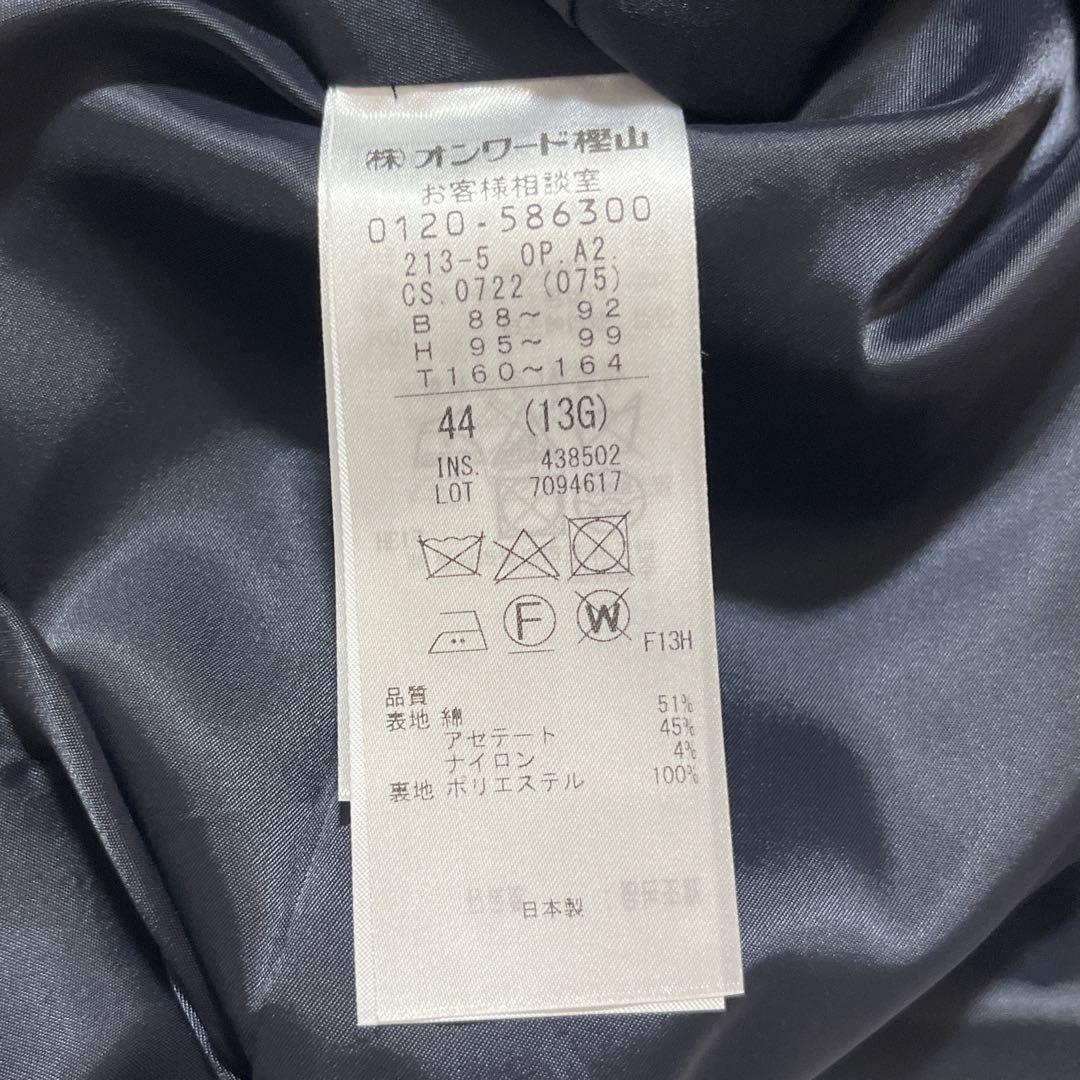 ㈱オンワード樫山
お客様相談室
0120-586300
213-5 OP.A2.
CS.0722(075)
B 88～ 92
H 95～ 99
T160～164
44 (13G)
INS. 438502
LOT 7094617
F
W
F13H
品質
表地 綿 51%
アセテート 45%
ナイロン 4%
裏地 ポリエステル 100%
日本製